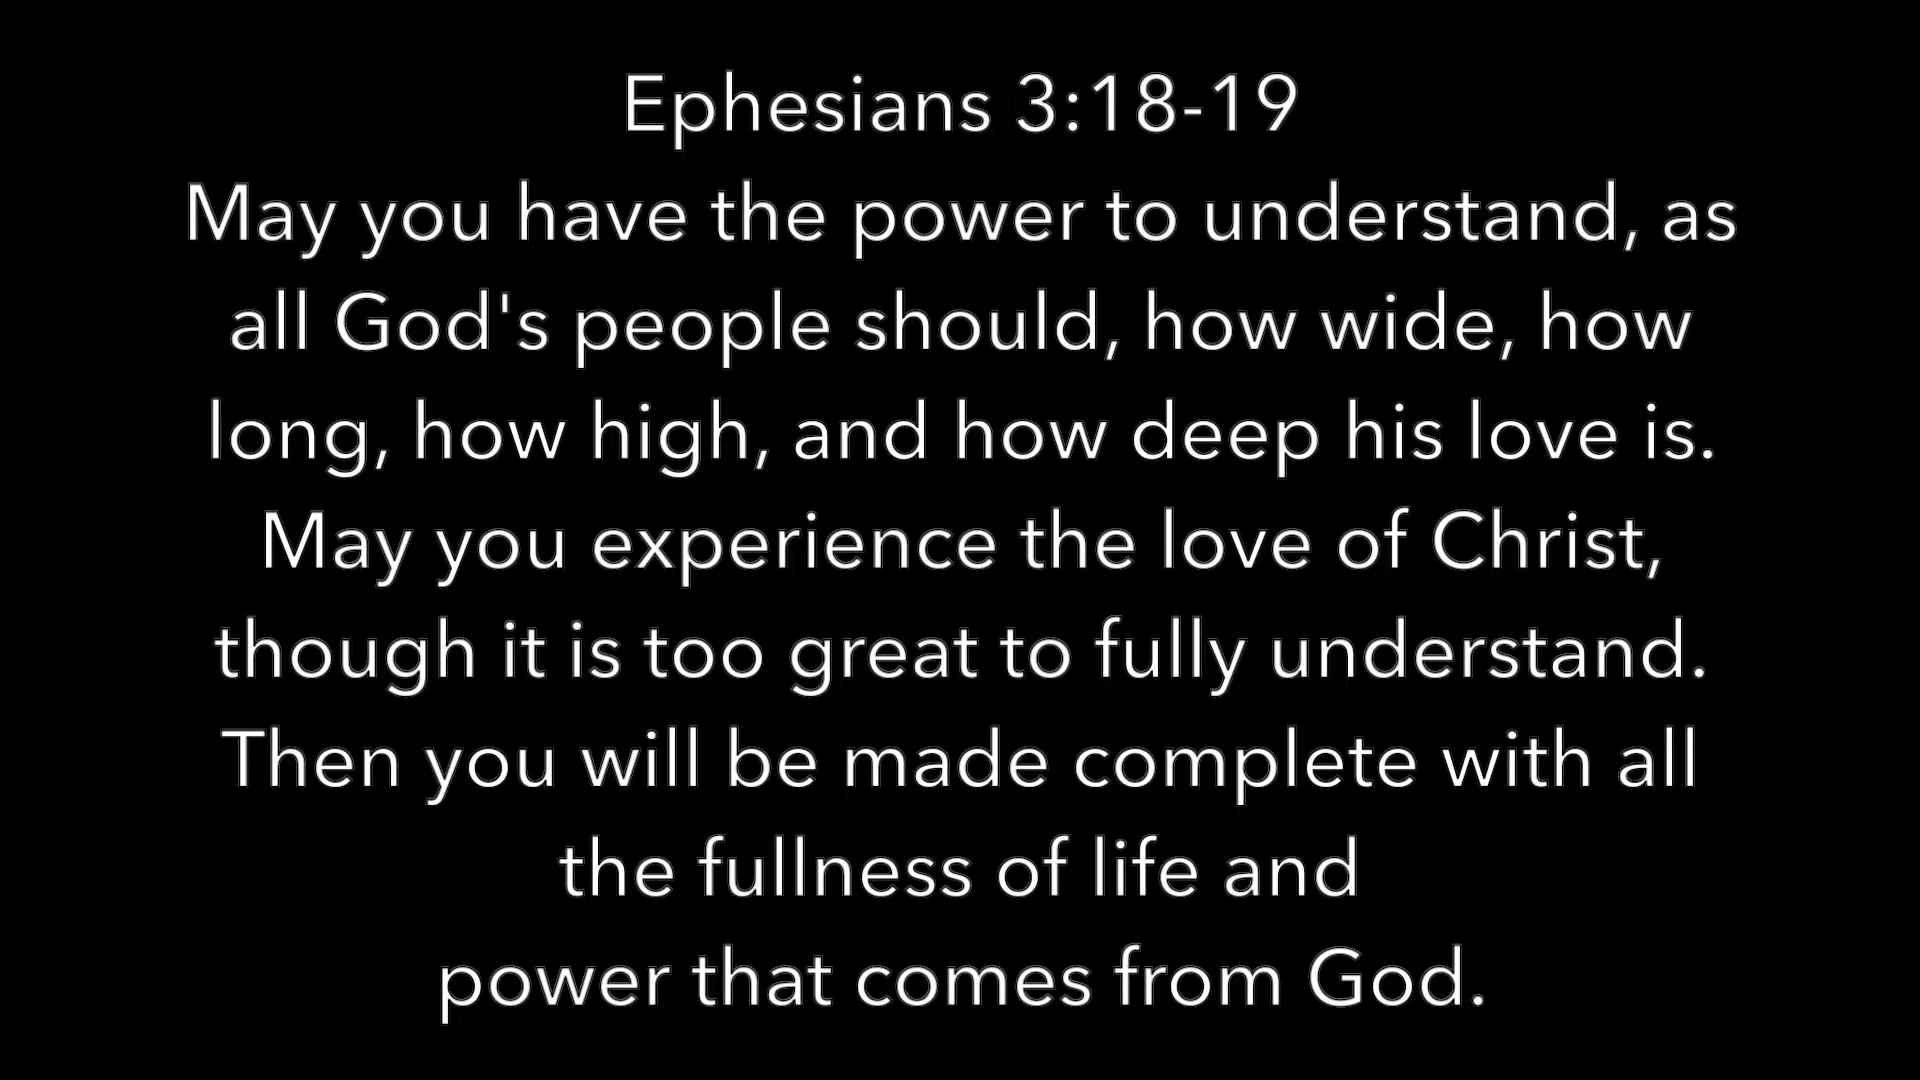 Ephesians 3:18-19
May you have the power to understand, as
all God's people should, how wide, how
long, how high, and how deep his love is.
May you experience the love of Christ,
though it is too great to fully understand.
Then you will be made complete with all
the fullness of life and
power that comes from God.